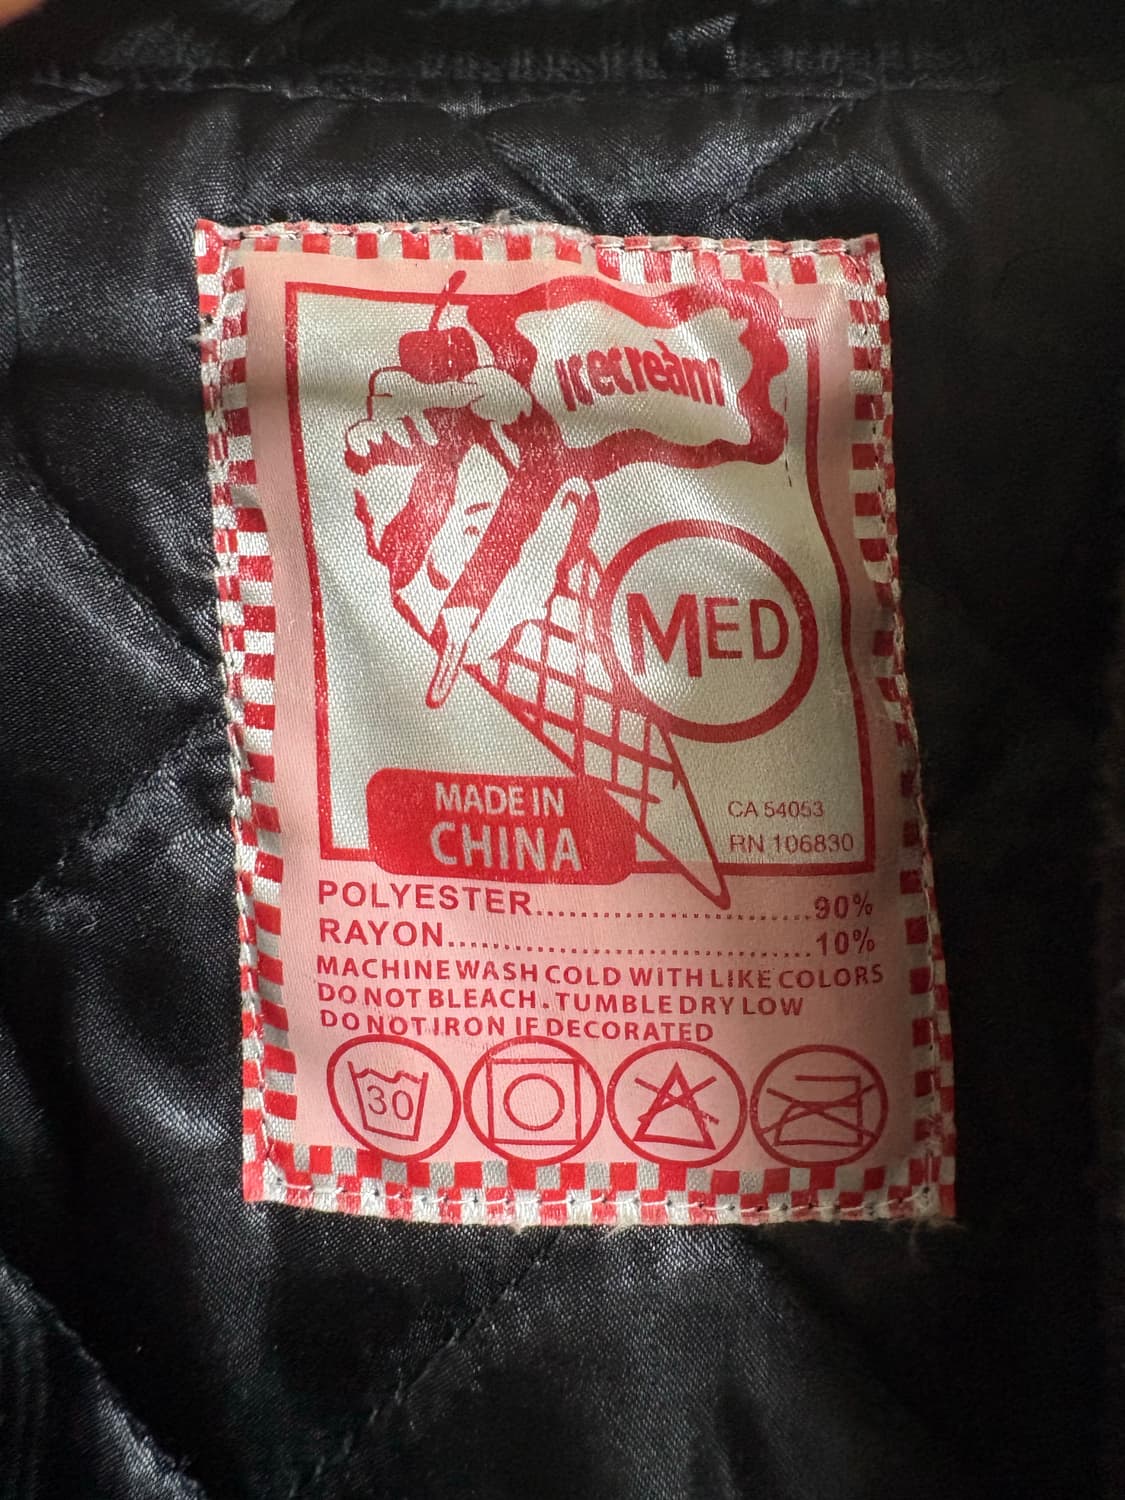 Icecream
MED
MADE IN
CHINA
CA 54053
RN 106830
POLYESTER..............................90%
RAYON......................................10%
MACHINE WASH COLD WITH LIKE COLORS
DO NOT BLEACH . TUMBLE DRY LOW
DO NOT IRON IF DECORATED
30